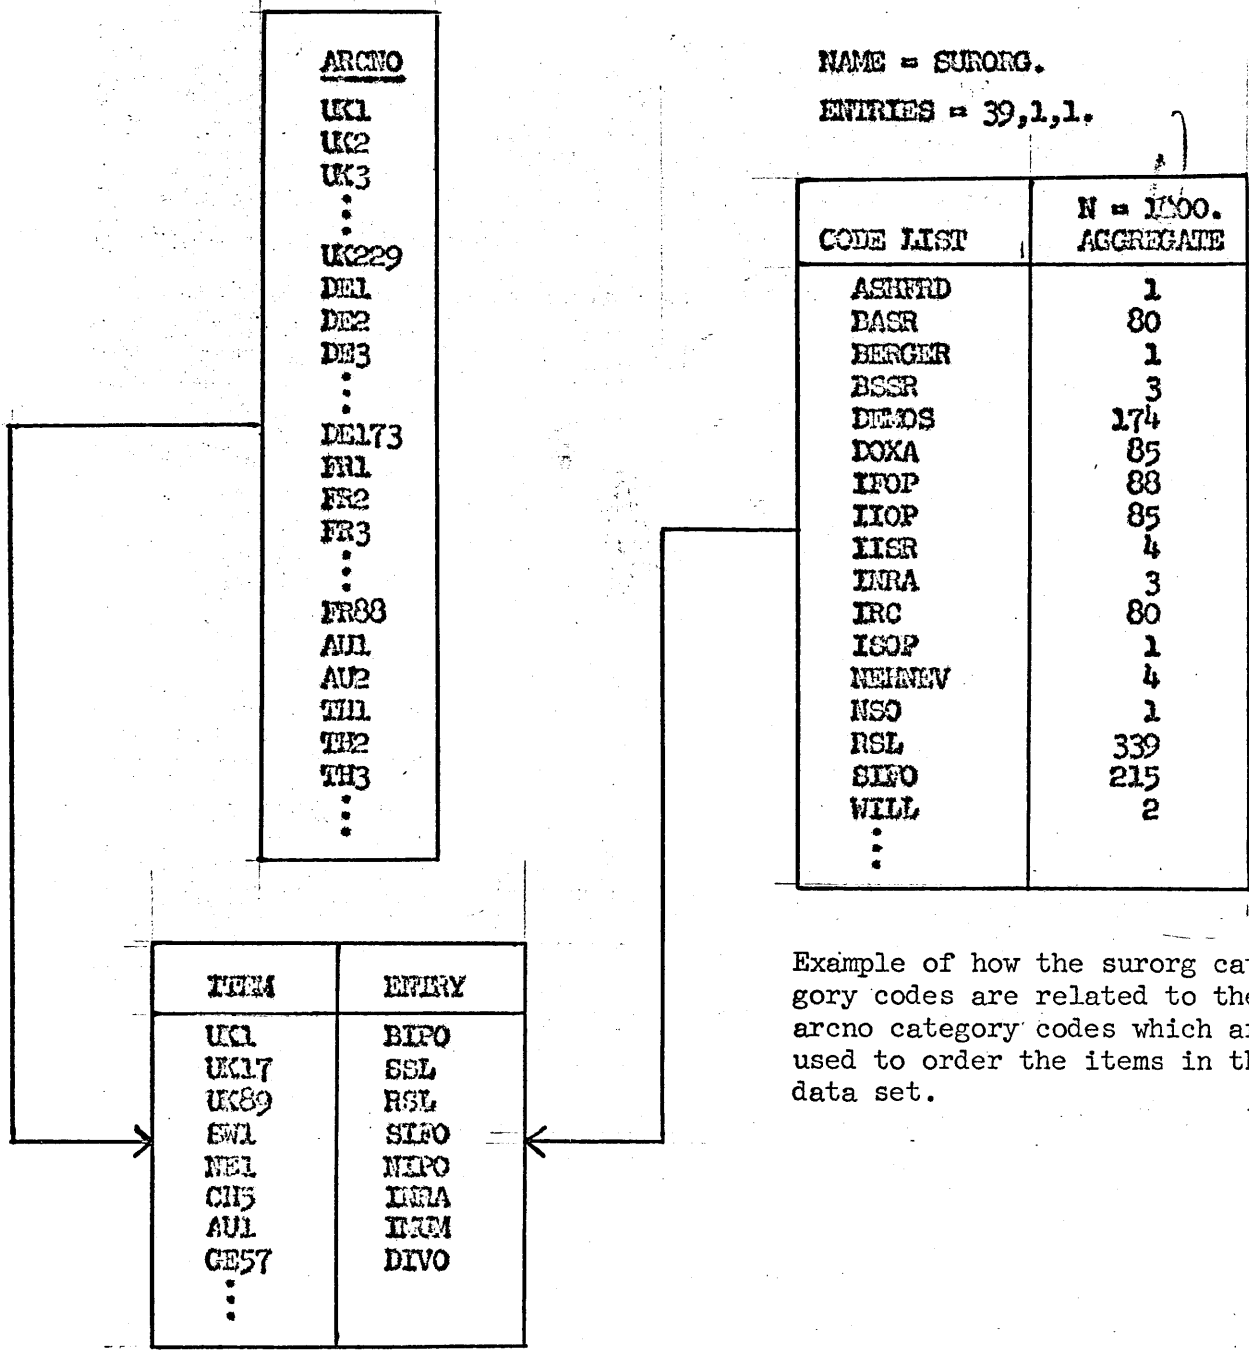 ARCNO
UK1
UK2
UK3
UK229
DE1
DE2
DE3
DE173
FR1
FR2
FR3
FR88
AU1
AU2
TH1
TH2
TH3
NAME = SURORG.
ENTRIES = 39,1,1.
CODE LIST N = 1000. AGGREGATE
ASHFRD 1
BASR 80
BERGER 1
BSSR 3
DEMOS 174
DOXA 85
IFOP 88
IIOP 85
IISR 4
INRA 3
IRC 80
ISOP 1
NEHNEV 4
NSO 1
RSL 339
SIFO 215
WILL 2
ITEM ENTRY
UK1 BIPO
UK17 SSL
UK89 RSL
SW1 SIFO
NE1 NIPO
CH5 INRA
AU1
GE57 DIVO
Example of how the surorg cat
gory codes are related to the
arcno category codes which ar
used to order the items in th
data set.